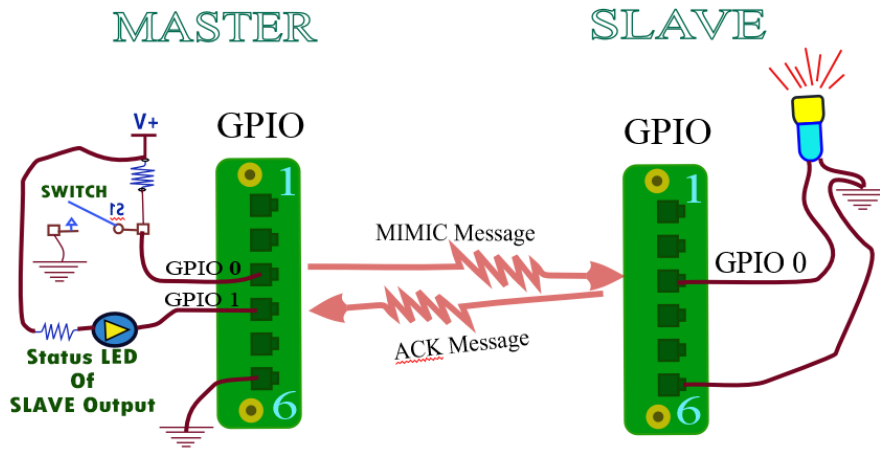 MASTER
SLAVE
V+
GPIO
GPIO
1
1
SWITCH
S1
MIMIC Message
GPIO 0
GPIO 0
GPIO 1
ACK Message
Status LED
Of
SLAVE Output
6
6